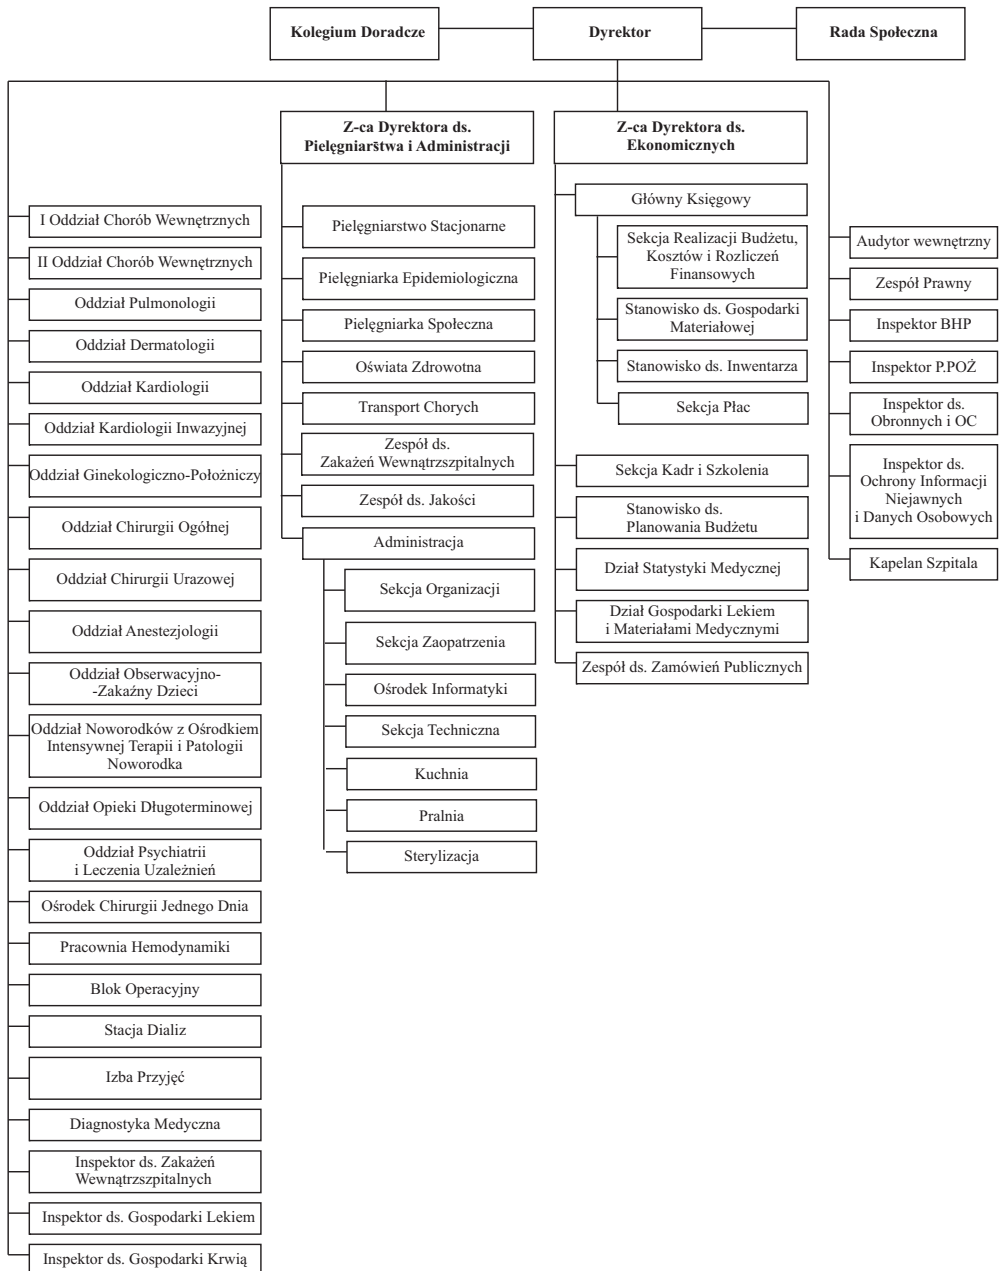 Kolegium Doradcze
Dyrektor
Rada Społeczna
Z-ca Dyrektora ds.
Pielęgniarstwa i Administracji
Z-ca Dyrektora ds.
Ekonomicznych
I Oddział Chorób Wewnętrznych
II Oddział Chorób Wewnętrznych
Oddział Pulmonologii
Oddział Dermatologii
Oddział Kardiologii
Oddział Kardiologii Inwazyjnej
Oddział Ginekologiczno-Położniczy
Oddział Chirurgii Ogólnej
Oddział Chirurgii Urazowej
Oddział Anestezjologii
Oddział Obserwacyjno-
-Zakaźny Dzieci
Oddział Noworodków z Ośrodkiem
Intensywnej Terapii i Patologii
Noworodka
Oddział Opieki Długoterminowej
Oddział Psychiatrii
i Leczenia Uzależnień
Ośrodek Chirurgii Jednego Dnia
Pracownia Hemodynamiki
Blok Operacyjny
Stacja Dializ
Izba Przyjęć
Diagnostyka Medyczna
Inspektor ds. Zakażeń
Wewnątrzszpitalnych
Inspektor ds. Gospodarki Lekiem
Inspektor ds. Gospodarki Krwią
Pielęgniarstwo Stacjonarne
Pielęgniarka Epidemiologiczna
Pielęgniarka Społeczna
Oświata Zdrowotna
Transport Chorych
Zespół ds.
Zakażeń Wewnątrzszpitalnych
Zespół ds. Jakości
Administracja
Sekcja Organizacji
Sekcja Zaopatrzenia
Ośrodek Informatyki
Sekcja Techniczna
Kuchnia
Pralnia
Sterylizacja
Główny Księgowy
Sekcja Realizacji Budżetu,
Kosztów i Rozliczeń
Finansowych
Stanowisko ds. Gospodarki
Materiałowej
Stanowisko ds. Inwentarza
Sekcja Płac
Sekcja Kadr i Szkolenia
Stanowisko ds.
Planowania Budżetu
Dział Statystyki Medycznej
Dział Gospodarki Lekiem
i Materiałami Medycznymi
Zespół ds. Zamówień Publicznych
Audytor wewnętrzny
Zespół Prawny
Inspektor BHP
Inspektor P.POŻ
Inspektor ds.
Obronnych i OC
Inspektor ds.
Ochrony Informacji
Niejawnych
i Danych Osobowych
Kapelan Szpitala